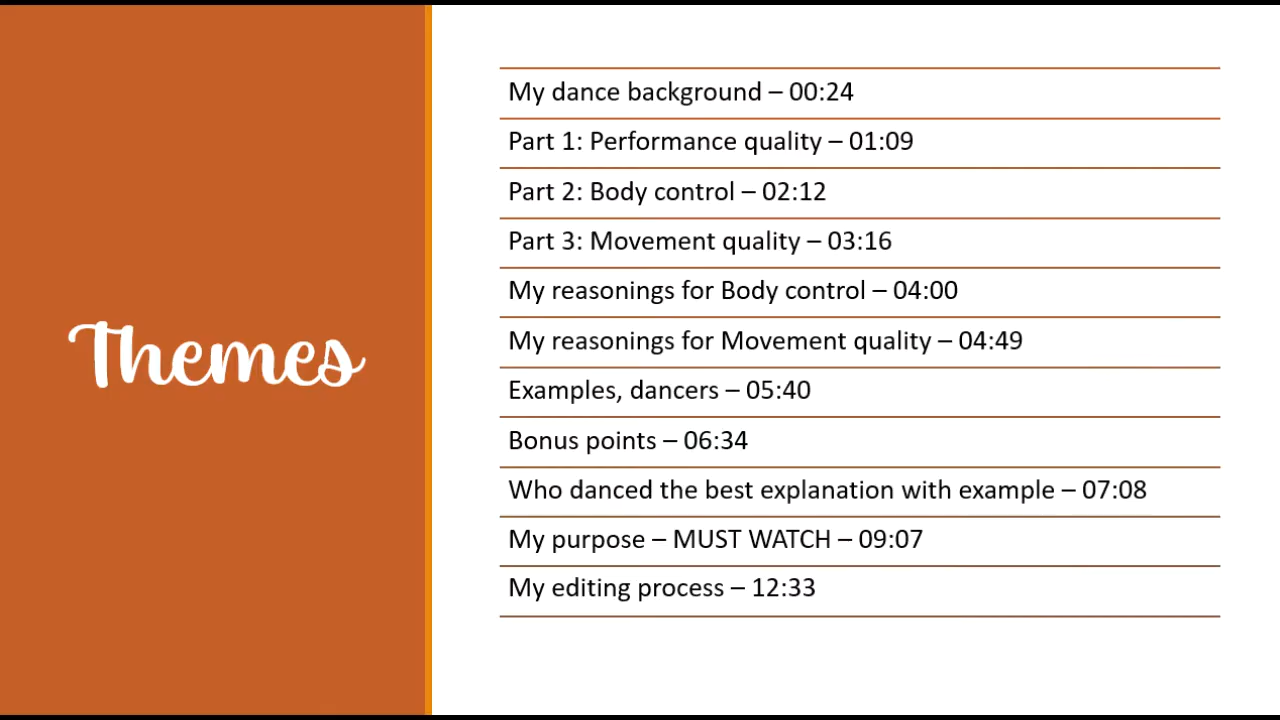 Themes
My dance background – 00:24
Part 1: Performance quality – 01:09
Part 2: Body control – 02:12
Part 3: Movement quality – 03:16
My reasonings for Body control – 04:00
My reasonings for Movement quality – 04:49
Examples, dancers – 05:40
Bonus points – 06:34
Who danced the best explanation with example – 07:08
My purpose – MUST WATCH – 09:07
My editing process – 12:33